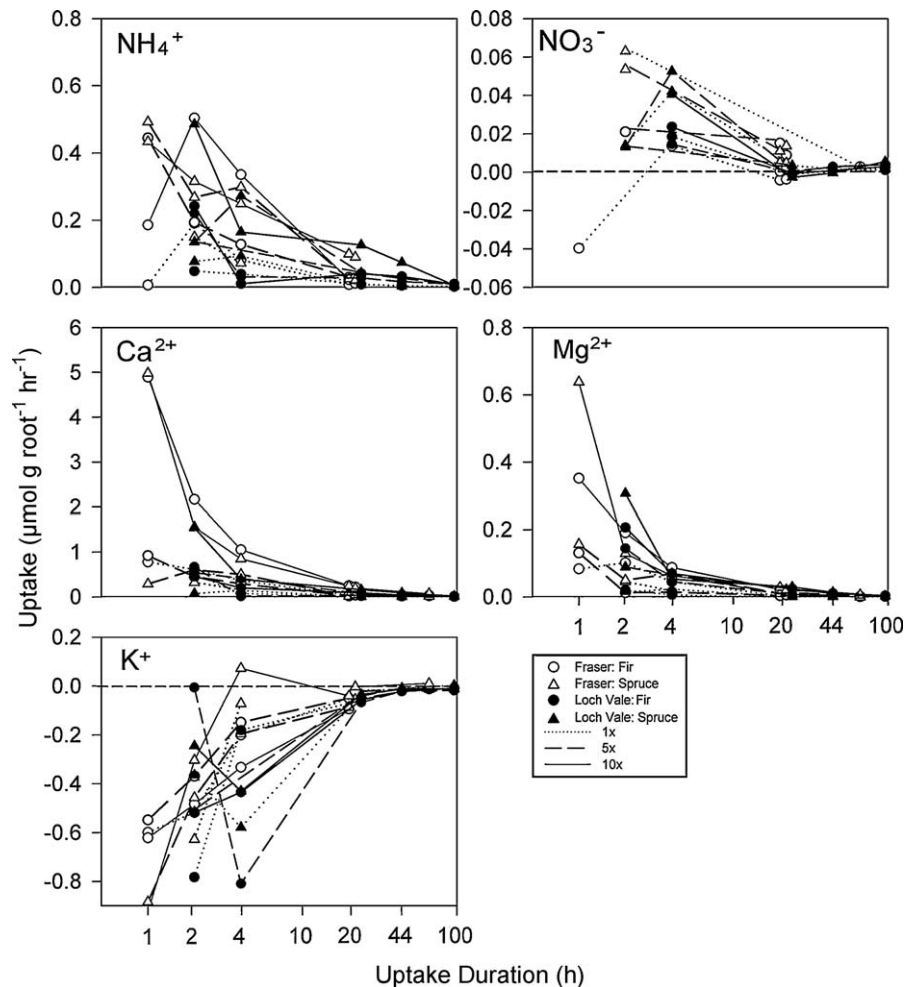 NH4+
0.8
0.6
0.4
0.2
0.0
NO3-
0.06
0.04
0.02
0.00
-0.02
-0.04
-0.06
Ca2+
6
5
4
3
2
1
0
Mg2+
0.8
0.6
0.4
0.2
0.0
1 2 4 10 20 44 100
K+
0.2
0.0
-0.2
-0.4
-0.6
-0.8
1 2 4 10 20 44 100
Fraser: Fir
Fraser: Spruce
Loch Vale: Fir
Loch Vale: Spruce
1x
5x
10x
Uptake (µmol g root-1 hr-1)
Uptake Duration (h)